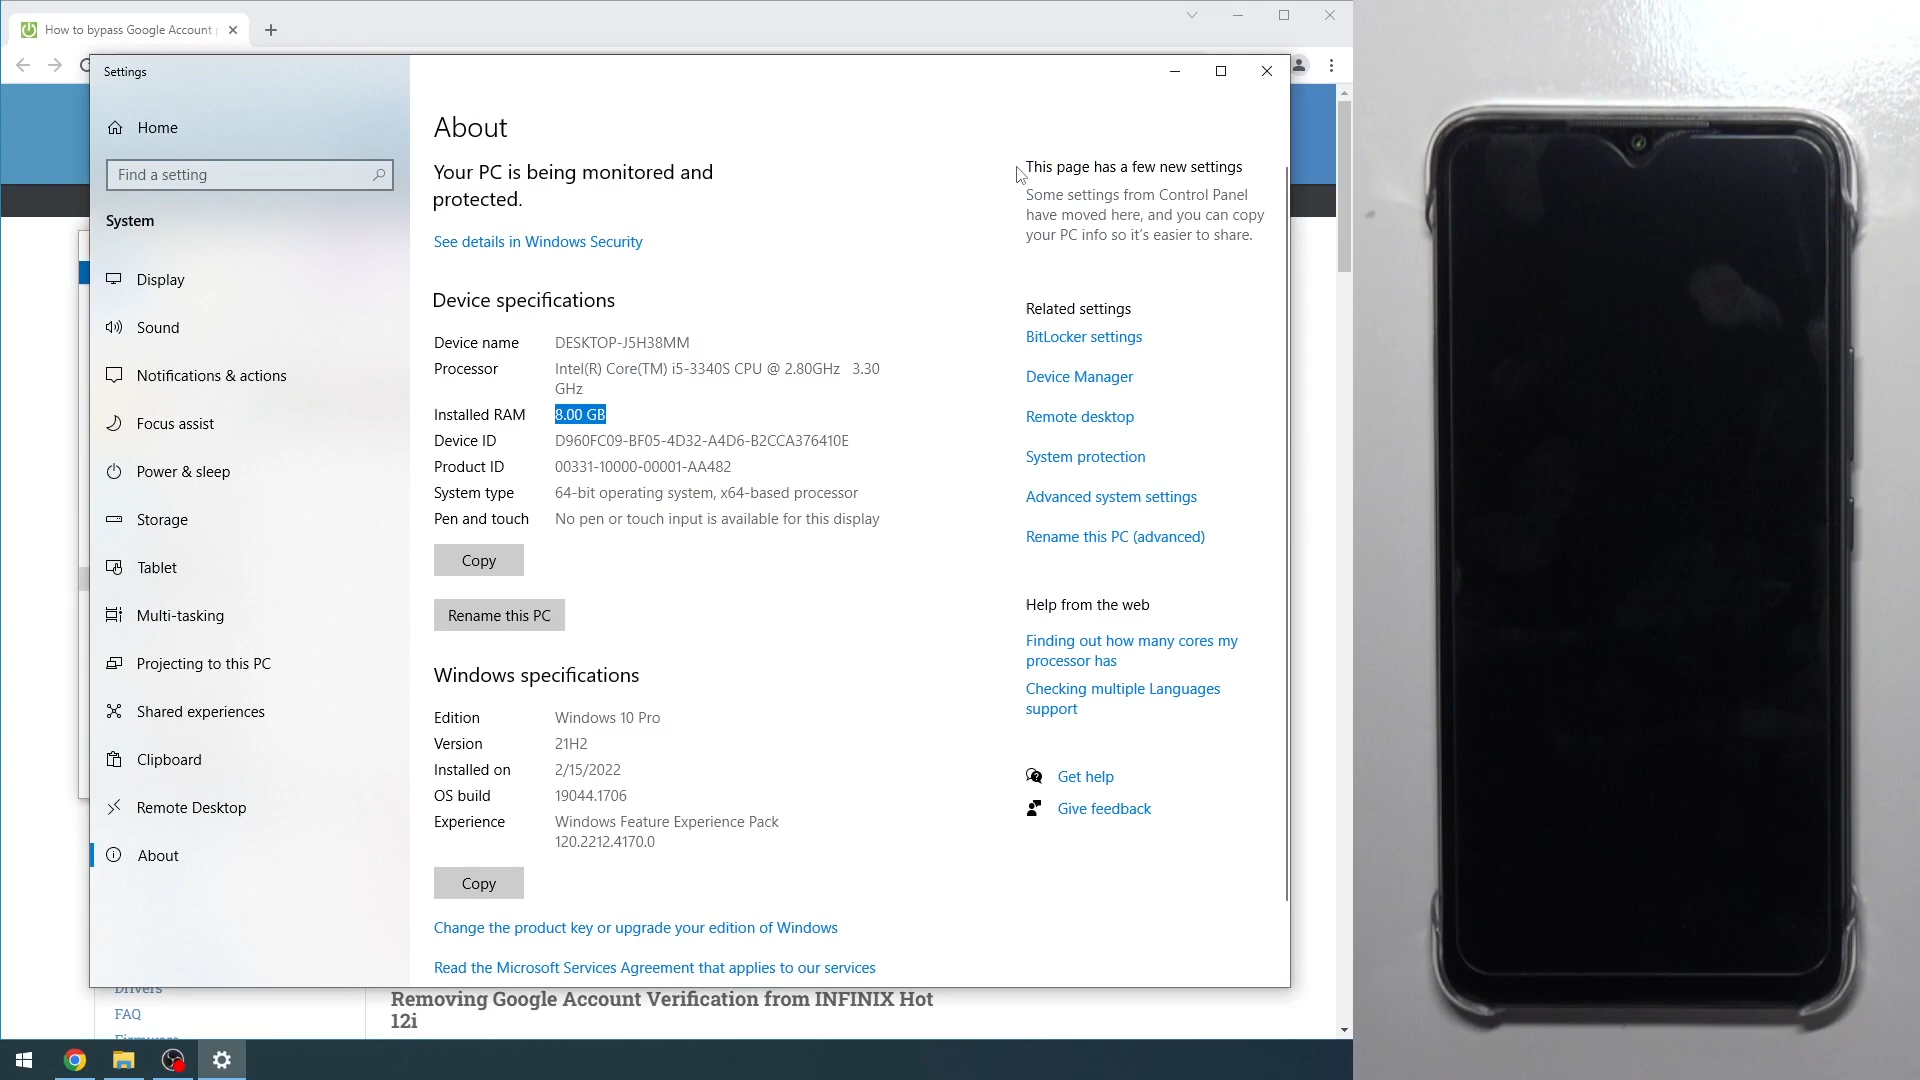 How to bypass Google Account
Settings
Home
Find a setting
System
Display
Sound
Notifications & actions
Focus assist
Power & sleep
Storage
Tablet
Multi-tasking
Projecting to this PC
Shared experiences
Clipboard
Remote Desktop
About
About
Your PC is being monitored and
protected.
See details in Windows Security
Device specifications
Device name DESKTOP-J5H38MM
Processor Intel(R) Core(TM) i5-3340S CPU @ 2.80GHz 3.30
GHz
Installed RAM 8.00 GB
Device ID D960FC09-BF05-4D32-A4D6-B2CCA376410E
Product ID 00331-10000-00001-AA482
System type 64-bit operating system, x64-based processor
Pen and touch No pen or touch input is available for this display
Copy
Rename this PC
Windows specifications
Edition Windows 10 Pro
Version 21H2
Installed on 2/15/2022
OS build 19044.1706
Experience Windows Feature Experience Pack
120.2212.4170.0
Copy
Change the product key or upgrade your edition of Windows
Read the Microsoft Services Agreement that applies to our services
This page has a few new settings
Some settings from Control Panel
have moved here, and you can copy
your PC info so it's easier to share.
Related settings
BitLocker settings
Device Manager
Remote desktop
System protection
Advanced system settings
Rename this PC (advanced)
Help from the web
Finding out how many cores my
processor has
Checking multiple Languages
support
Get help
Give feedback
Drivers
FAQ
Firmware
Removing Google Account Verification from INFINIX Hot
12i